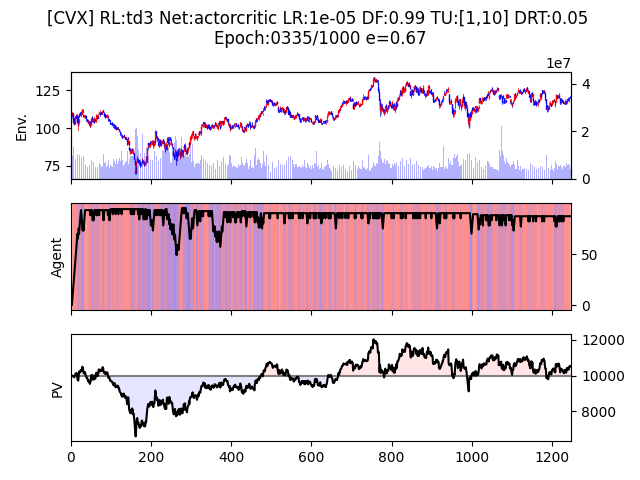 [CVX] RL:td3 Net:actorcritic LR:1e-05 DF:0.99 TU:[1,10] DRT:0.05
Epoch:0335/1000 e=0.67
1e7
Env.
125
100
75
4
2
0
Agent
50
0
PV
12000
10000
8000
0 200 400 600 800 1000 1200